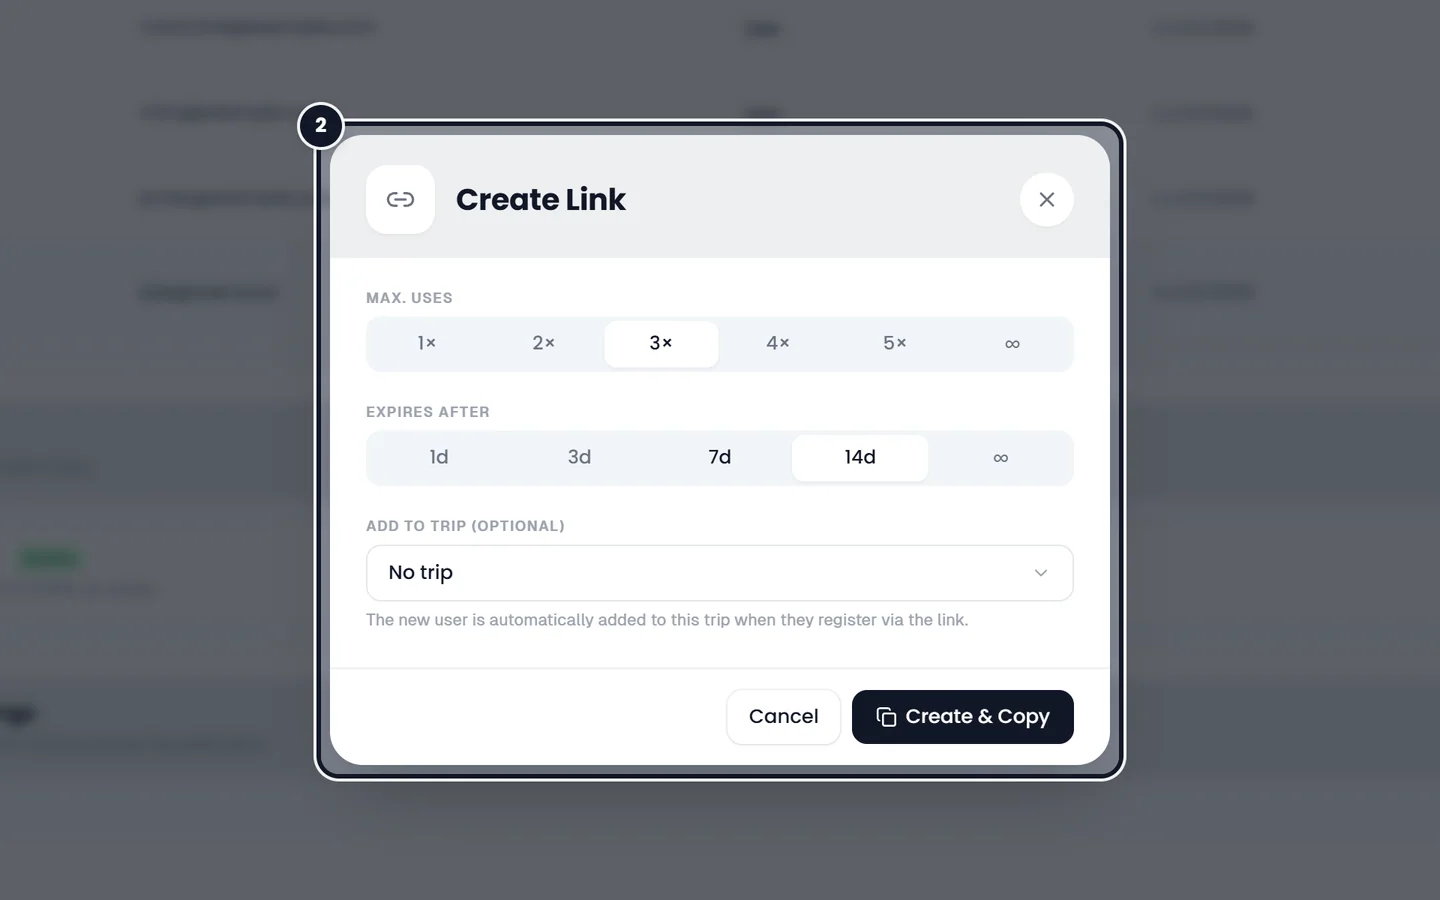 2
Create Link
MAX. USES
1× 2× 3× 4× 5× ∞
EXPIRES AFTER
1d 3d 7d 14d ∞
ADD TO TRIP (OPTIONAL)
No trip
The new user is automatically added to this trip when they register via the link.
Cancel Create & Copy